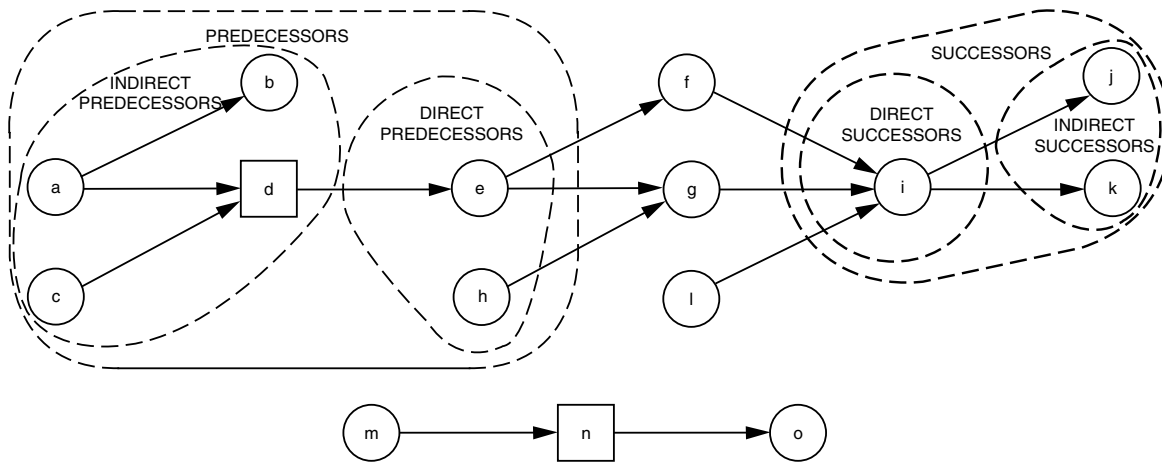 PREDECESSORS
SUCCESSORS
INDIRECT
PREDECESSORS
b
f
j
DIRECT
PREDECESSORS
DIRECT
SUCCESSORS
INDIRECT
SUCCESSORS
a
d
e
g
i
k
c
h
l
m
n
o